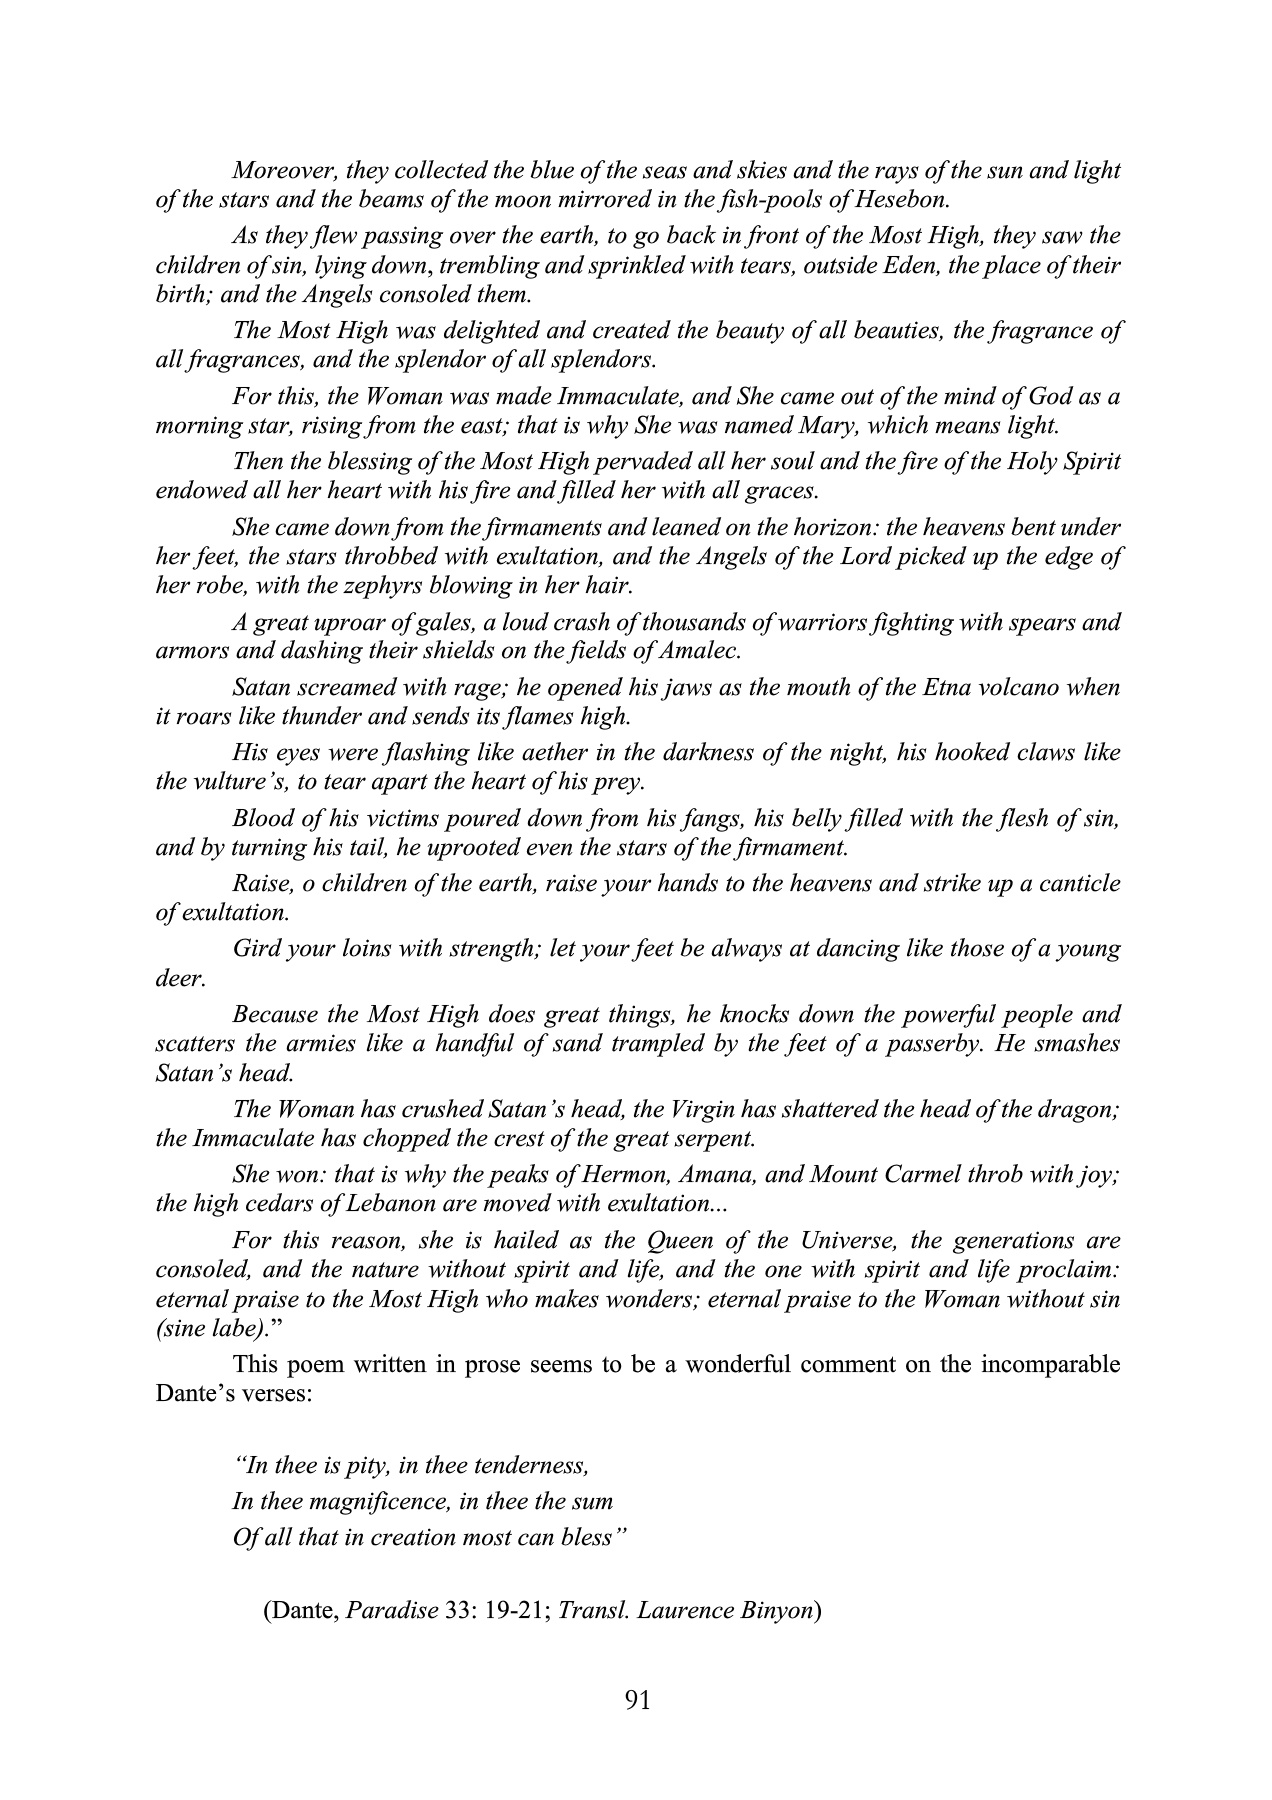 Moreover, they collected the blue of the seas and skies and the rays of the sun and light
of the stars and the beams of the moon mirrored in the fish-pools of Hesebon.
As they flew passing over the earth, to go back in front of the Most High, they saw the
children of sin, lying down, trembling and sprinkled with tears, outside Eden, the place of their
birth; and the Angels consoled them.
The Most High was delighted and created the beauty of all beauties, the fragrance of
all fragrances, and the splendor of all splendors.
For this, the Woman was made Immaculate, and She came out of the mind of God as a
morning star, rising from the east; that is why She was named Mary, which means light.
Then the blessing of the Most High pervaded all her soul and the fire of the Holy Spirit
endowed all her heart with his fire and filled her with all graces.
She came down from the firmaments and leaned on the horizon: the heavens bent under
her feet, the stars throbbed with exultation, and the Angels of the Lord picked up the edge of
her robe, with the zephyrs blowing in her hair.
A great uproar of gales, a loud crash of thousands of warriors fighting with spears and
armors and dashing their shields on the fields of Amalec.
Satan screamed with rage; he opened his jaws as the mouth of the Etna volcano when
it roars like thunder and sends its flames high.
His eyes were flashing like aether in the darkness of the night, his hooked claws like
the vulture’s, to tear apart the heart of his prey.
Blood of his victims poured down from his fangs, his belly filled with the flesh of sin,
and by turning his tail, he uprooted even the stars of the firmament.
Raise, o children of the earth, raise your hands to the heavens and strike up a canticle
of exultation.
Gird your loins with strength; let your feet be always at dancing like those of a young
deer.
Because the Most High does great things, he knocks down the powerful people and
scatters the armies like a handful of sand trampled by the feet of a passerby. He smashes
Satan’s head.
The Woman has crushed Satan’s head, the Virgin has shattered the head of the dragon;
the Immaculate has chopped the crest of the great serpent.
She won: that is why the peaks of Hermon, Amana, and Mount Carmel throb with joy;
the high cedars of Lebanon are moved with exultation...
For this reason, she is hailed as the Queen of the Universe, the generations are
consoled, and the nature without spirit and life, and the one with spirit and life proclaim:
eternal praise to the Most High who makes wonders; eternal praise to the Woman without sin
(sine labe).”
This poem written in prose seems to be a wonderful comment on the incomparable
Dante’s verses:
“In thee is pity, in thee tenderness,
In thee magnificence, in thee the sum
Of all that in creation most can bless”
(Dante, Paradise 33: 19-21; Transl. Laurence Binyon)
91